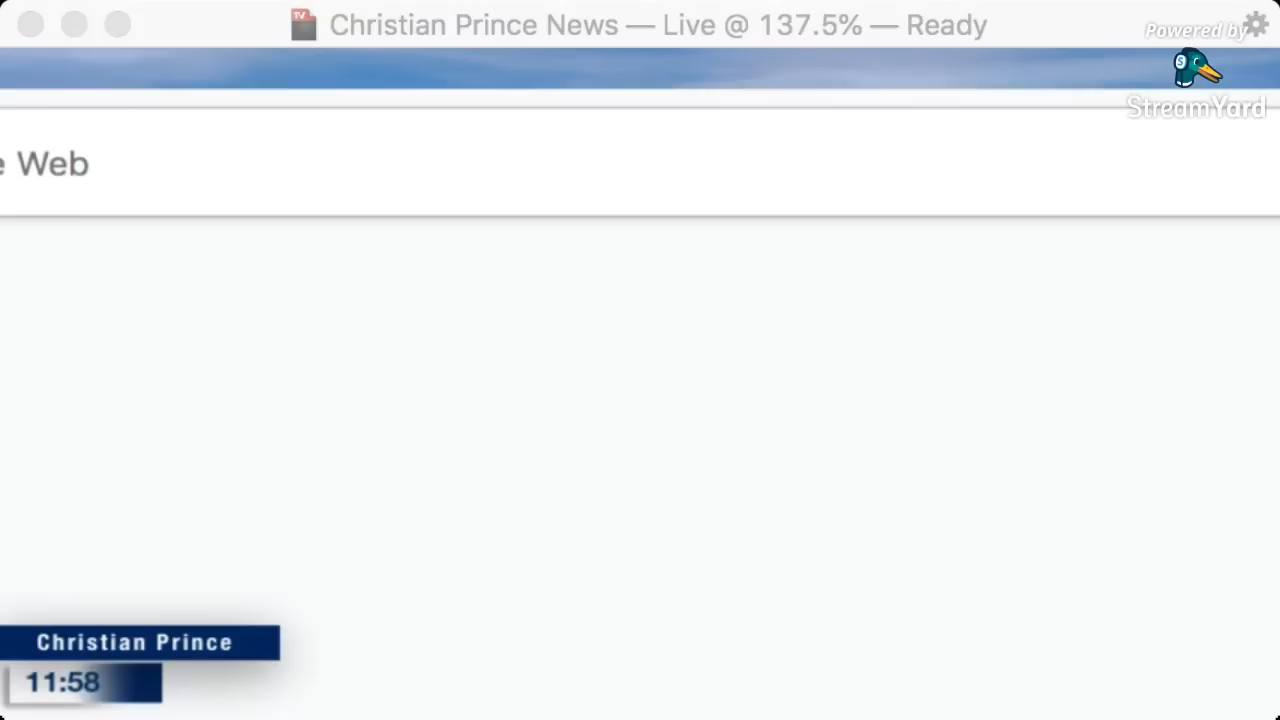 Christian Prince News — Live @ 137.5% — Ready
Powered by
StreamYard
e Web
Christian Prince
11:58